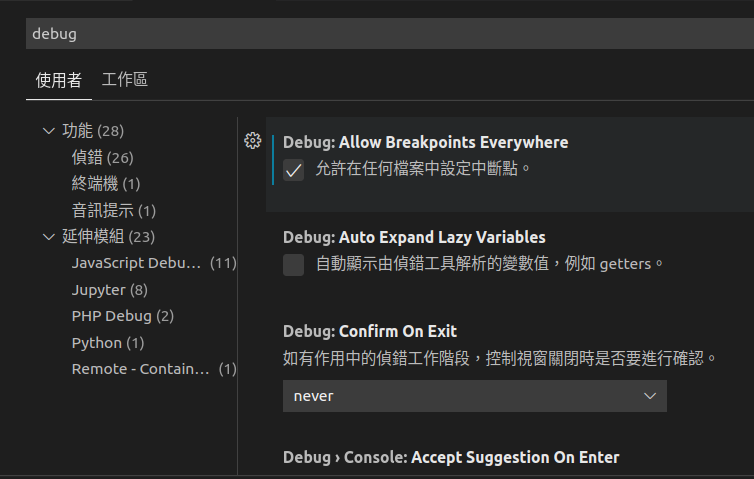 debug
使用者 工作區
功能 (28)
偵錯 (26)
終端機 (1)
音訊提示 (1)
延伸模組 (23)
JavaScript Debu... (11)
Jupyter (8)
PHP Debug (2)
Python (1)
Remote - Contain... (1)
Debug: Allow Breakpoints Everywhere
允許在任何檔案中設定中斷點。
Debug: Auto Expand Lazy Variables
自動顯示由偵錯工具解析的變數值，例如 getters。
Debug: Confirm On Exit
如有作用中的偵錯工作階段，控制視窗關閉時是否要進行確認。
never
Debug › Console: Accept Suggestion On Enter